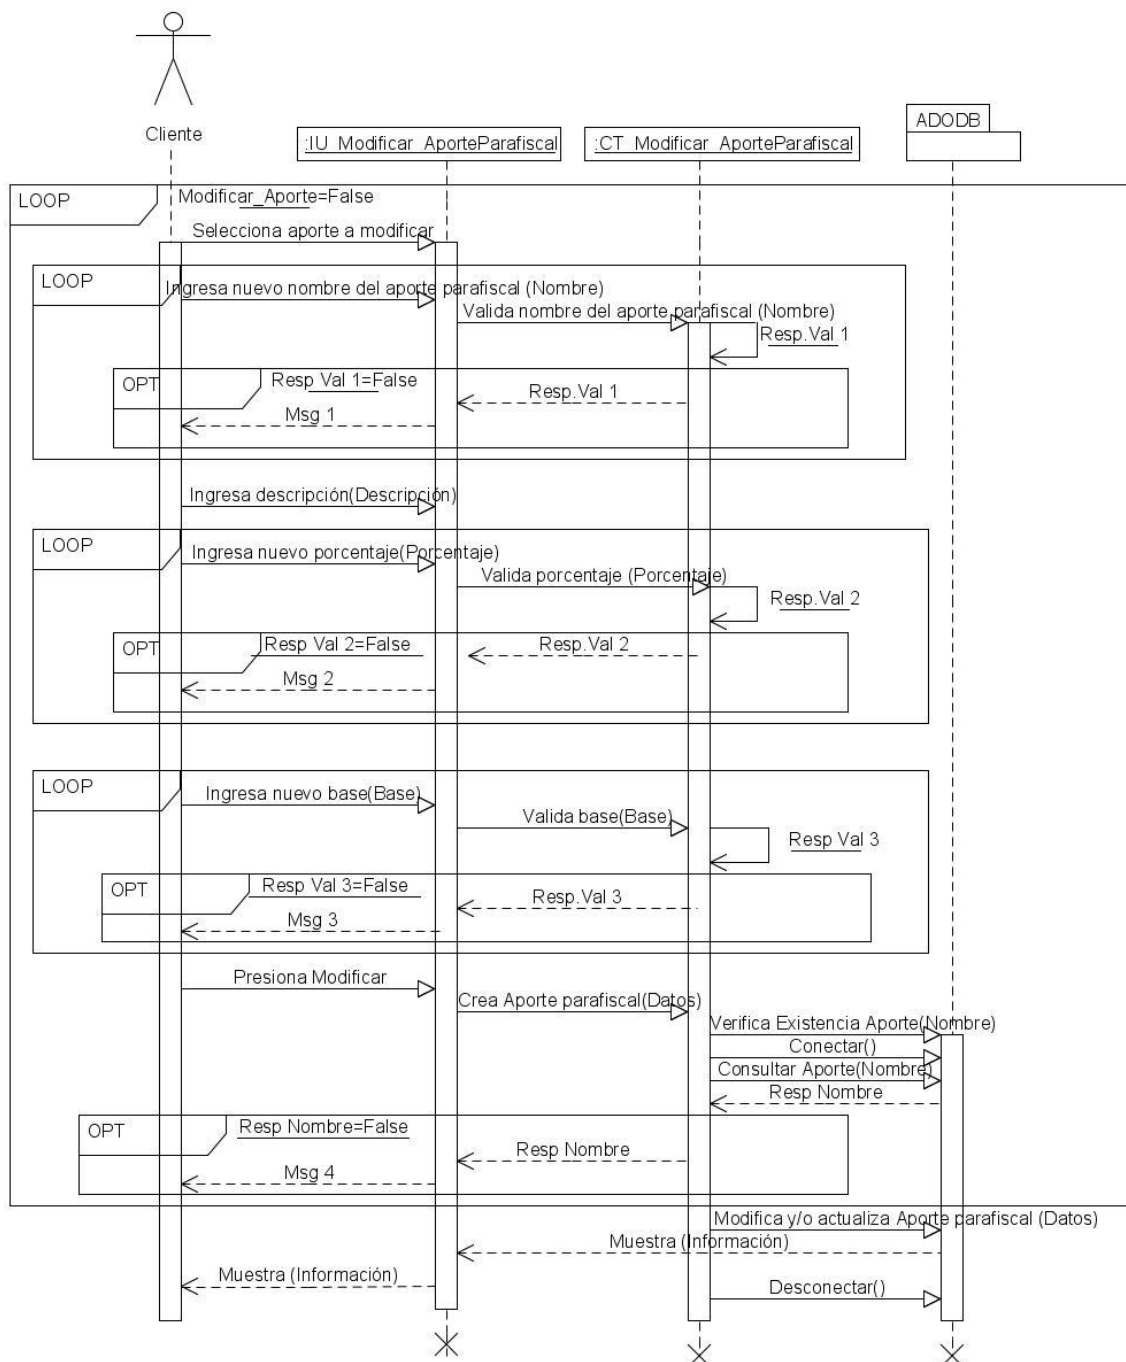 Cliente
:IU_Modificar_AporteParafiscal
:CT_Modificar_AporteParafiscal
ADODB
LOOP
Modificar_Aporte=False
Selecciona aporte a modificar
LOOP
Ingresa nuevo nombre del aporte parafiscal (Nombre)
Valida nombre del aporte parafiscal (Nombre)
Resp.Val 1
OPT
Resp Val 1=False
Resp.Val 1
Msg 1
Ingresa descripción(Descripción)
LOOP
Ingresa nuevo porcentaje(Porcentaje)
Valida porcentaje (Porcentaje)
Resp.Val 2
OPT
Resp Val 2=False
Resp.Val 2
Msg 2
LOOP
Ingresa nuevo base(Base)
Valida base(Base)
Resp Val 3
OPT
Resp Val 3=False
Resp.Val 3
Msg 3
Presiona Modificar
Crea Aporte parafiscal(Datos)
Verifica Existencia Aporte(Nombre)
Conectar()
Consultar Aporte(Nombre)
Resp Nombre
OPT
Resp Nombre=False
Resp Nombre
Msg 4
Modifica y/o actualiza Aporte parafiscal (Datos)
Muestra (Información)
Muestra (Información)
Desconectar()